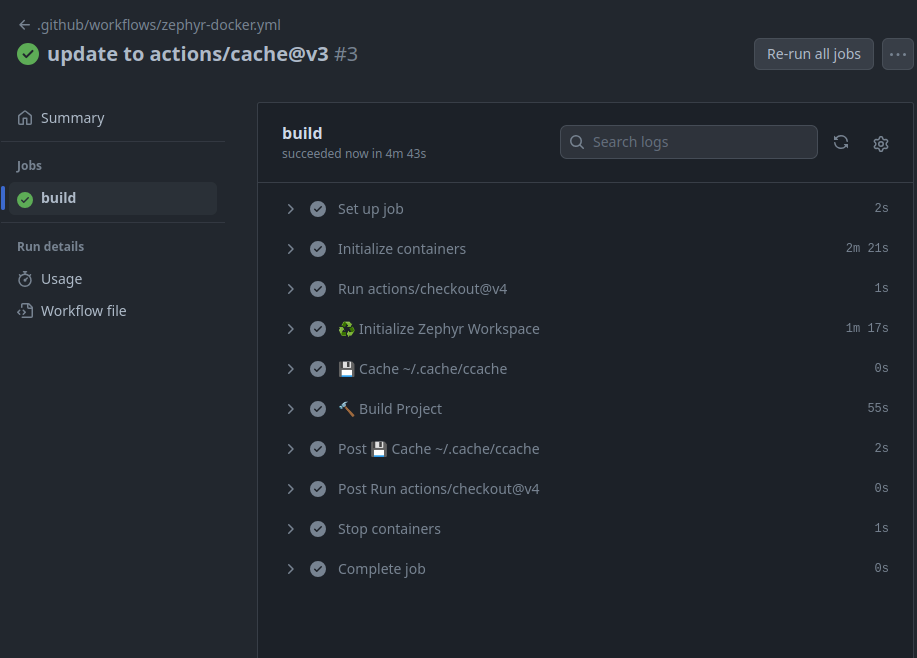 .github/workflows/zephyr-docker.yml
update to actions/cache@v3 #3
Re-run all jobs
Summary
Jobs
build
Run details
Usage
Workflow file
build
succeeded now in 4m 43s
Search logs
Set up job 2s
Initialize containers 2m 21s
Run actions/checkout@v4 1s
♻️ Initialize Zephyr Workspace 1m 17s
💾 Cache ~/.cache/ccache 0s
🔨 Build Project 55s
Post 💾 Cache ~/.cache/ccache 2s
Post Run actions/checkout@v4 0s
Stop containers 1s
Complete job 0s